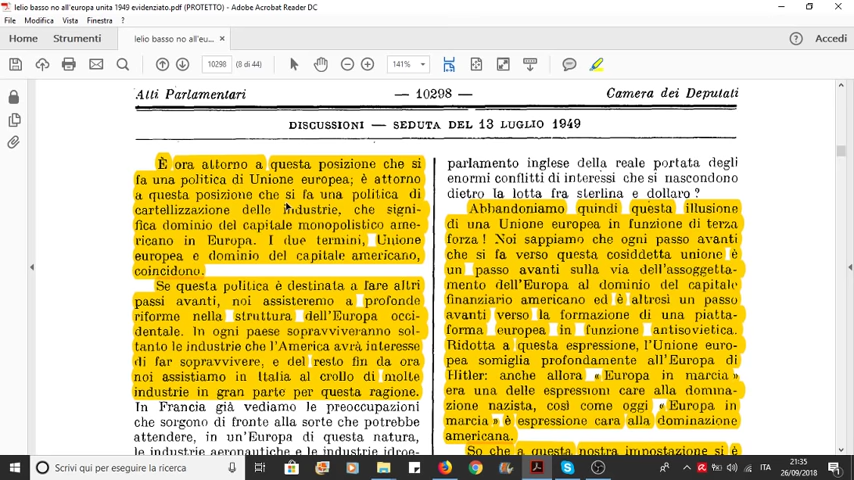 lelio basso no all'europa unita 1949 evidenziato.pdf (PROTETTO) - Adobe Acrobat Reader DC
File Modifica Vista Finestra ?
Home Strumenti lelio basso no all'eu... × Accedi
10298 (8 di 44) 141%
Atti Parlamentari — 10298 — Camera dei Deputati
DISCUSSIONI — SEDUTA DEL 13 LUGLIO 1949
È ora attorno a questa posizione che si
fa una politica di Unione europea; è attorno
a questa posizione che si fa una politica di
cartellizzazione delle industrie, che signi-
fica dominio del capitale monopolistico ame-
ricano in Europa. I due termini, Unione
europea e dominio del capitale americano,
coincidono.
Se questa politica è destinata a fare altri
passi avanti, noi assisteremo a profonde
riforme nella struttura dell'Europa occi-
dentale. In ogni paese sopravviveranno sol-
tanto le industrie che l'America avrà interesse
di far sopravvivere, e del resto fin da ora
noi assistiamo in Italia al crollo di molte
industrie in gran parte per questa ragione.
In Francia già vediamo le preoccupazioni
che sorgono di fronte alla sorte che potrebbe
attendere, in un'Europa di questa natura,
le industrie aeronautiche e le industrie idroe-
parlamento inglese della reale portata degli
enormi conflitti di interessi che si nascondono
dietro la lotta fra sterlina e dollaro?
Abbandoniamo quindi questa illusione
di una Unione europea in funzione di terza
forza! Noi sappiamo che ogni passo avanti
che si fa verso questa cosiddetta unione è
un passo avanti sulla via dell'assoggetta-
mento dell'Europa al dominio del capitale
finanziario americano ed è altresì un passo
avanti verso la formazione di una piatta-
forma europea in funzione antisovietica.
Ridotta a questa espressione, l'Unione euro-
pea somiglia profondamente all'Europa di
Hitler: anche allora « Europa in marcia »
era una delle espressioni care alla domina-
zione nazista, così come oggi « Europa in
marcia » è espressione cara alla dominazione
americana.
So che a questa nostra impostazione si è
Scrivi qui per eseguire la ricerca
ITA
21:35
26/09/2018